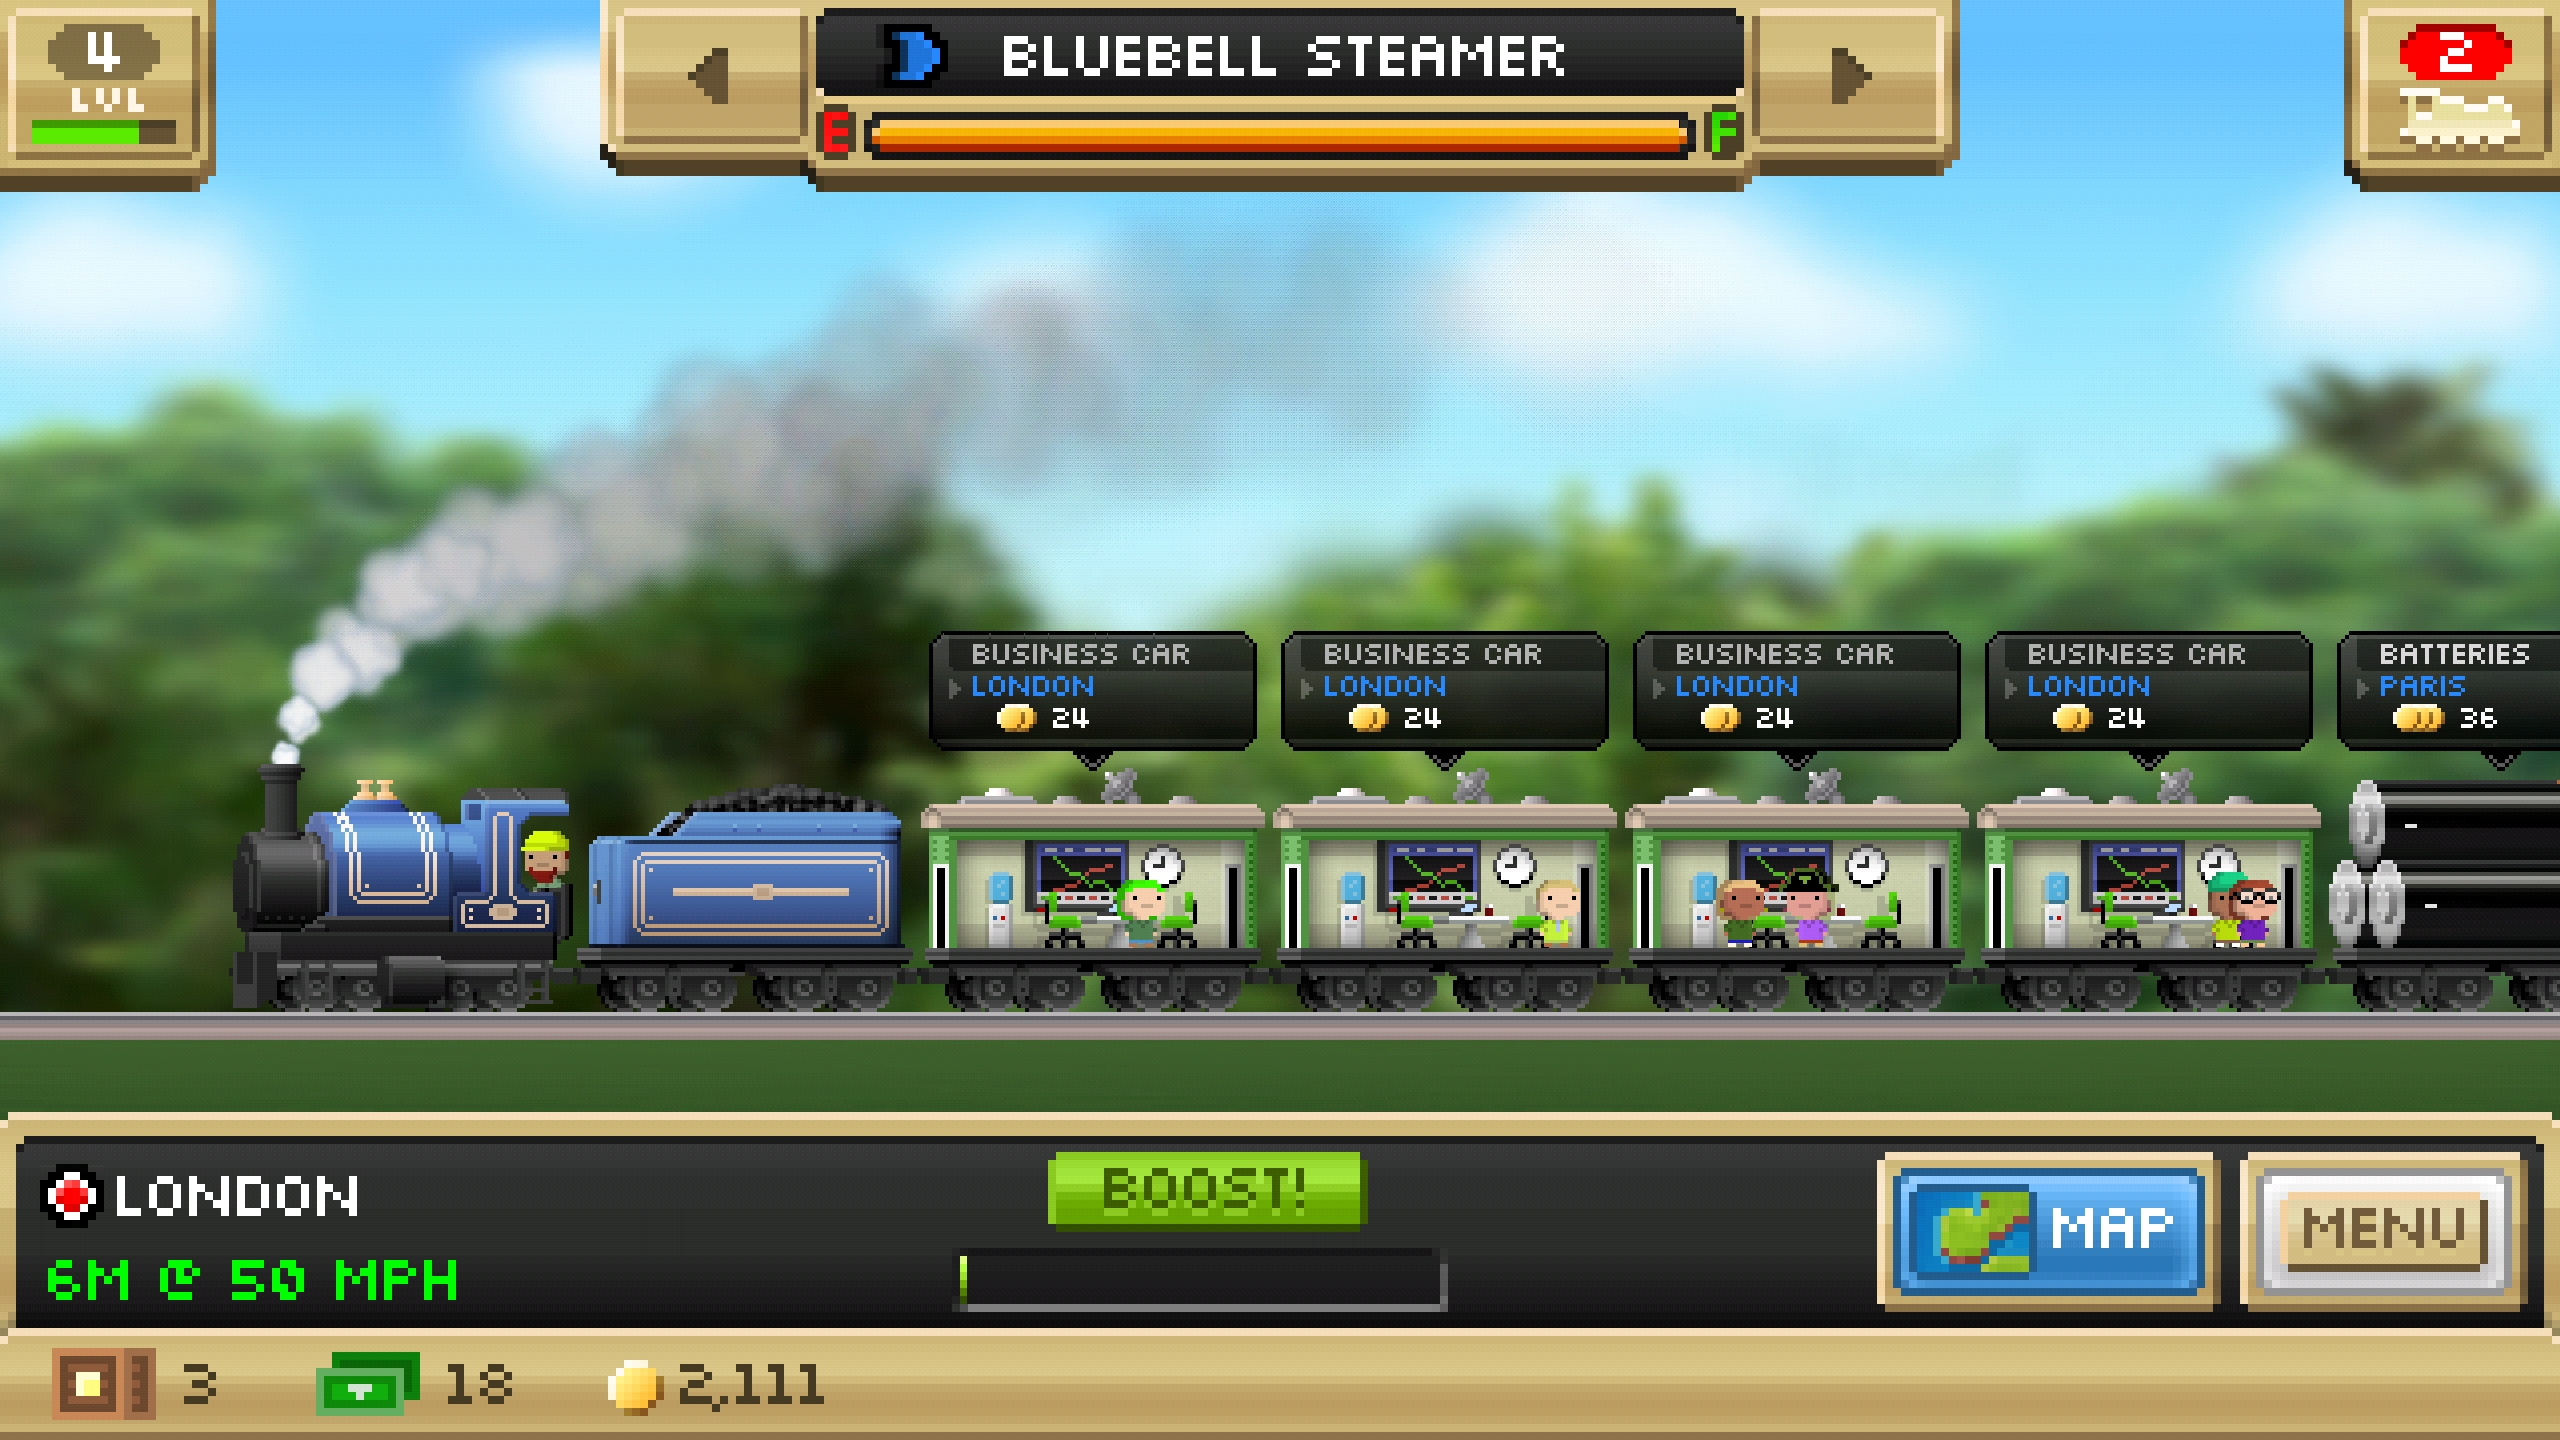 4
LVL
BLUEBELL STEAMER
E F
2
BUSINESS CAR
LONDON
24
BUSINESS CAR
LONDON
24
BUSINESS CAR
LONDON
24
BUSINESS CAR
LONDON
24
BATTERIES
PARIS
36
LONDON
6M @ 50 MPH
BOOST!
MAP
MENU
3 18 2,111